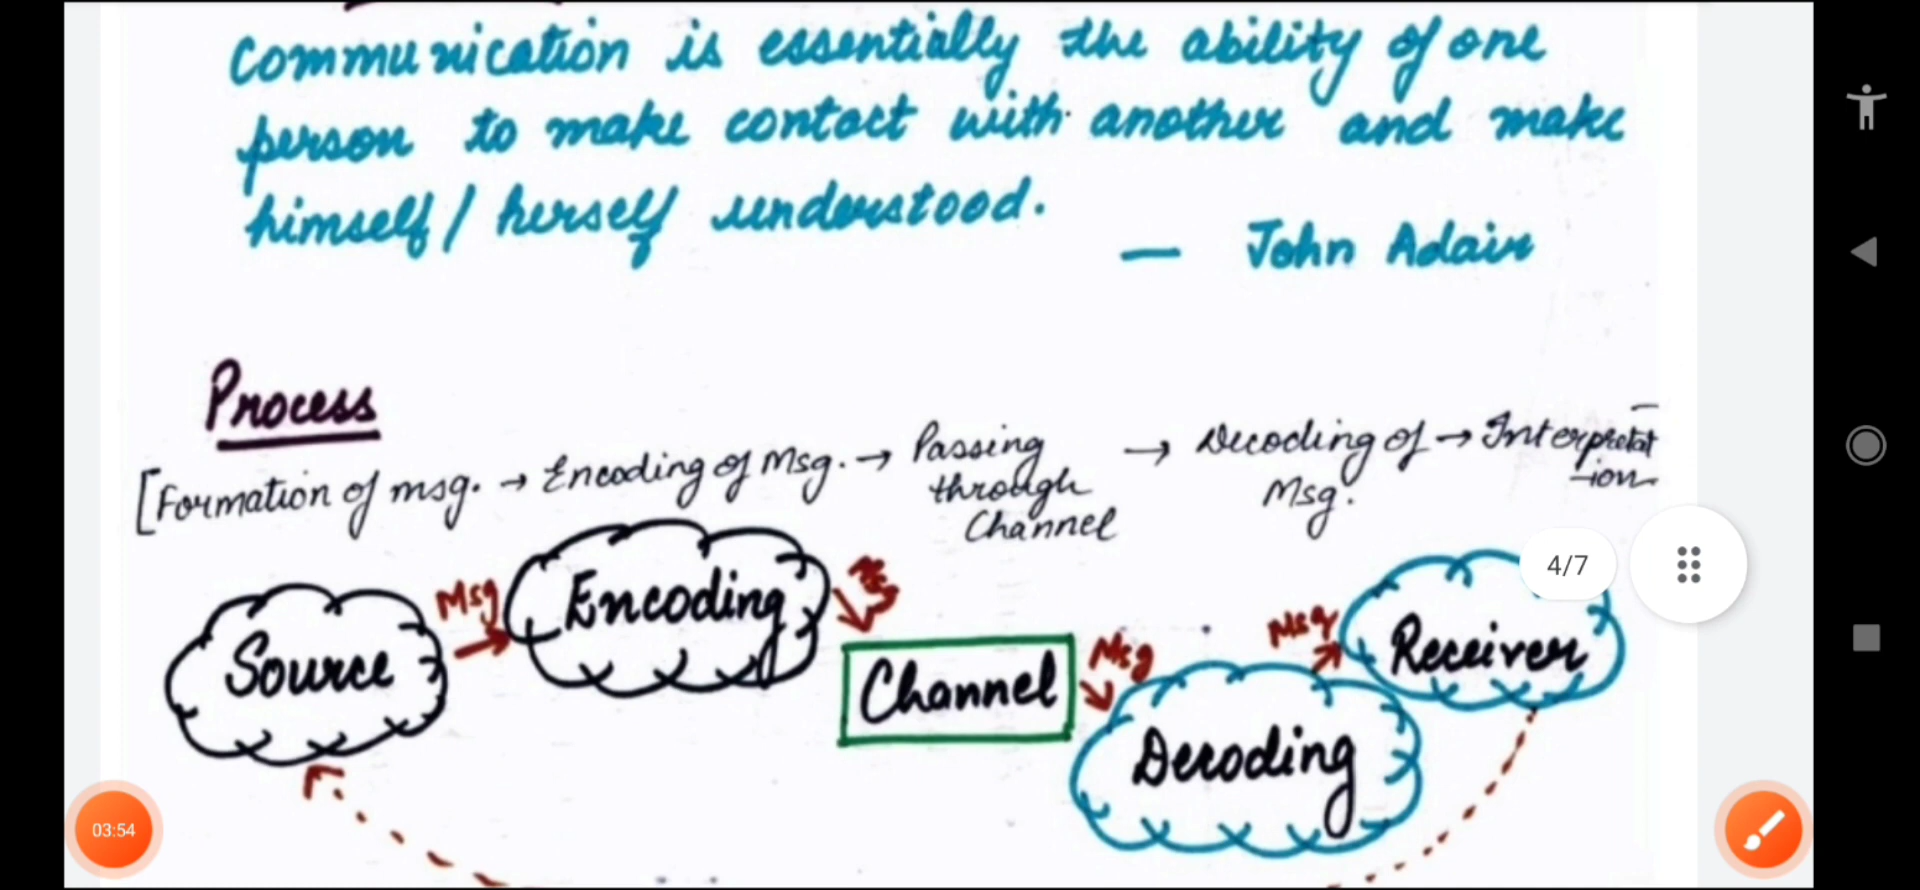 Communication is essentially the ability of one
person to make contact with another and make
himself/herself understood.
— John Adair
Process
[Formation of msg. → Encoding of Msg. → Passing through Channel → Decoding of Msg. → Interpretat-ion
Source
Msg
Encoding
Channel
Msg
Decoding
Msg
Receiver
4/7
03:54